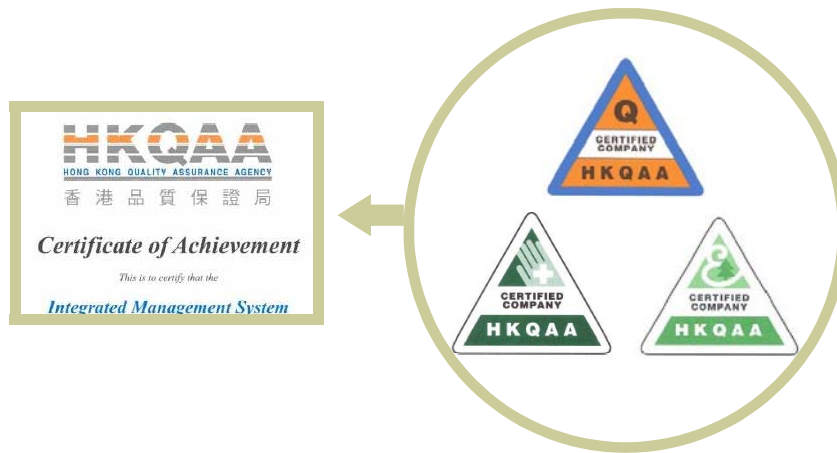 HKQAA
HONG KONG QUALITY ASSURANCE AGENCY
香港品質保證局
Certificate of Achievement
This is to certify that the
Integrated Management System
Q
CERTIFIED
COMPANY
HKQAA
CERTIFIED
COMPANY
HKQAA
CERTIFIED
COMPANY
HKQAA